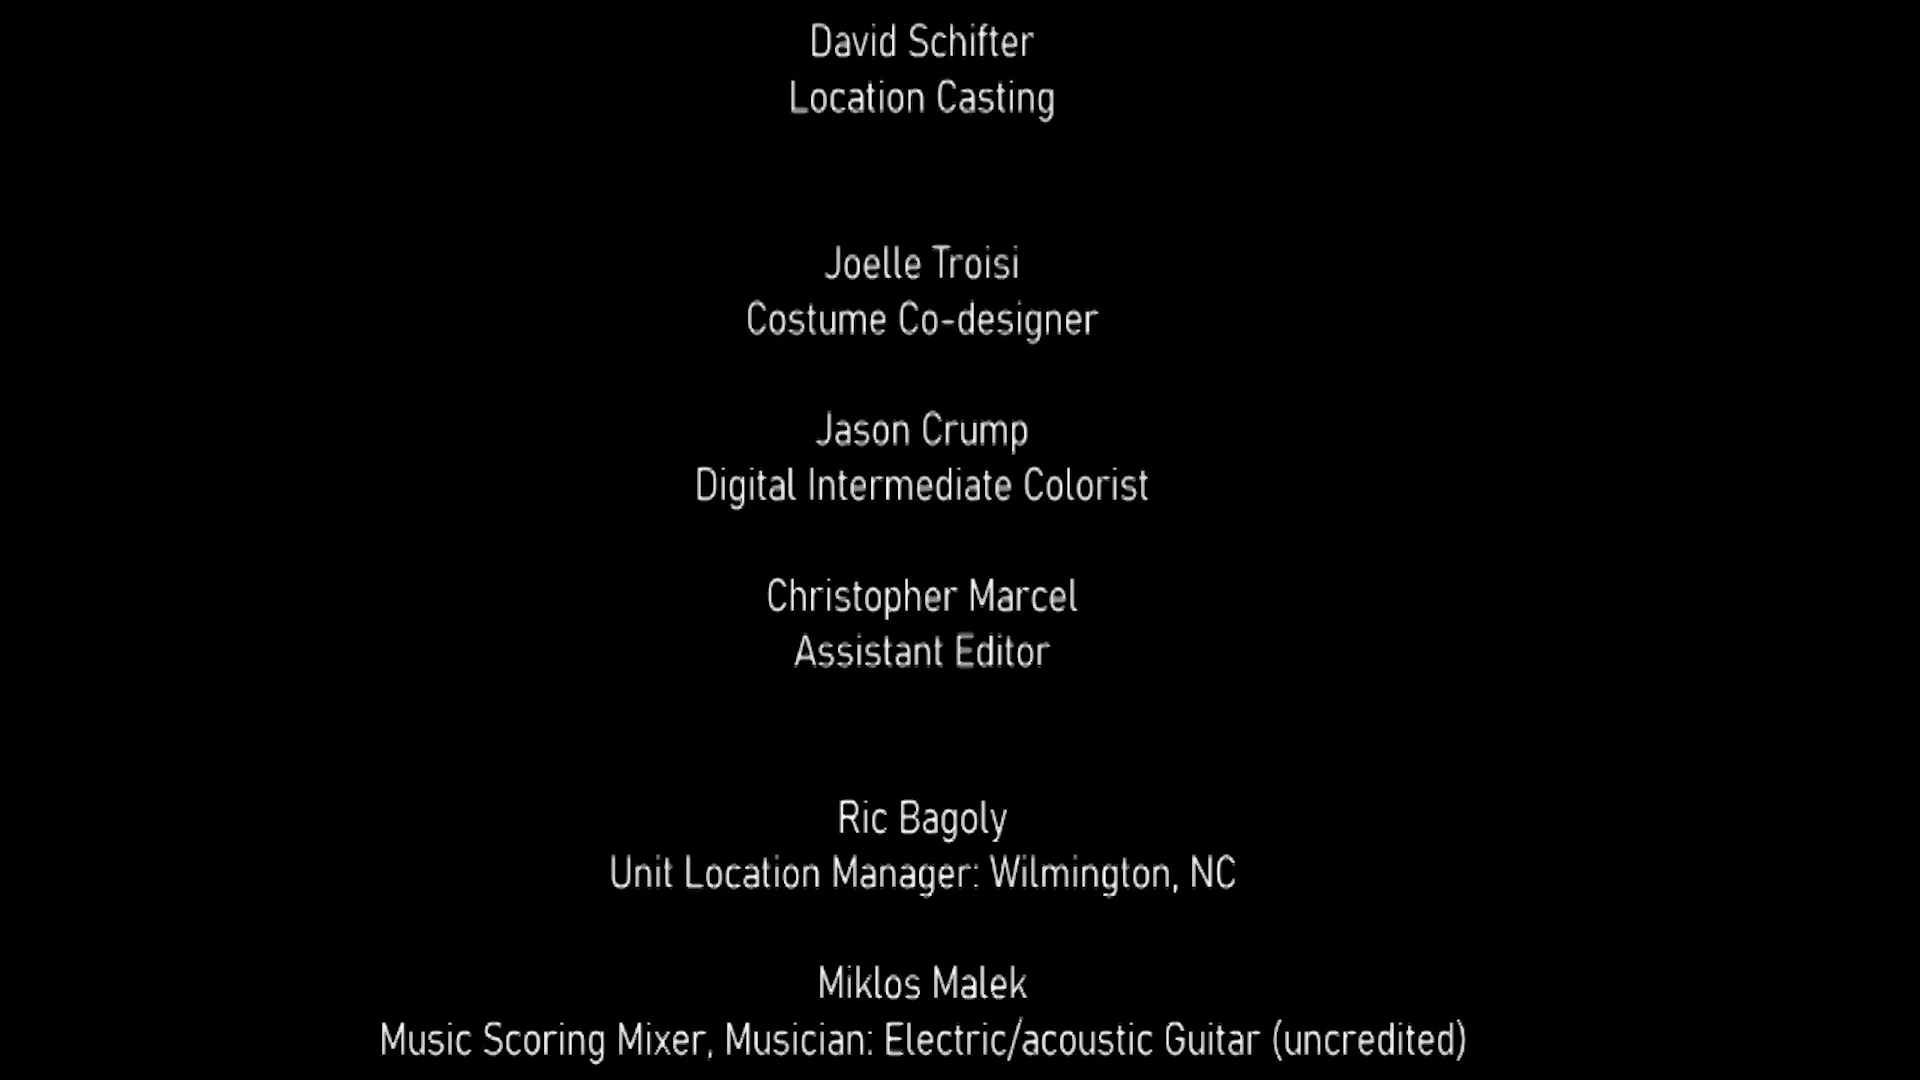 David Schifter
Location Casting
Joelle Troisi
Costume Co-designer
Jason Crump
Digital Intermediate Colorist
Christopher Marcel
Assistant Editor
Ric Bagoly
Unit Location Manager: Wilmington, NC
Miklos Malek
Music Scoring Mixer, Musician: Electric/acoustic Guitar (uncredited)